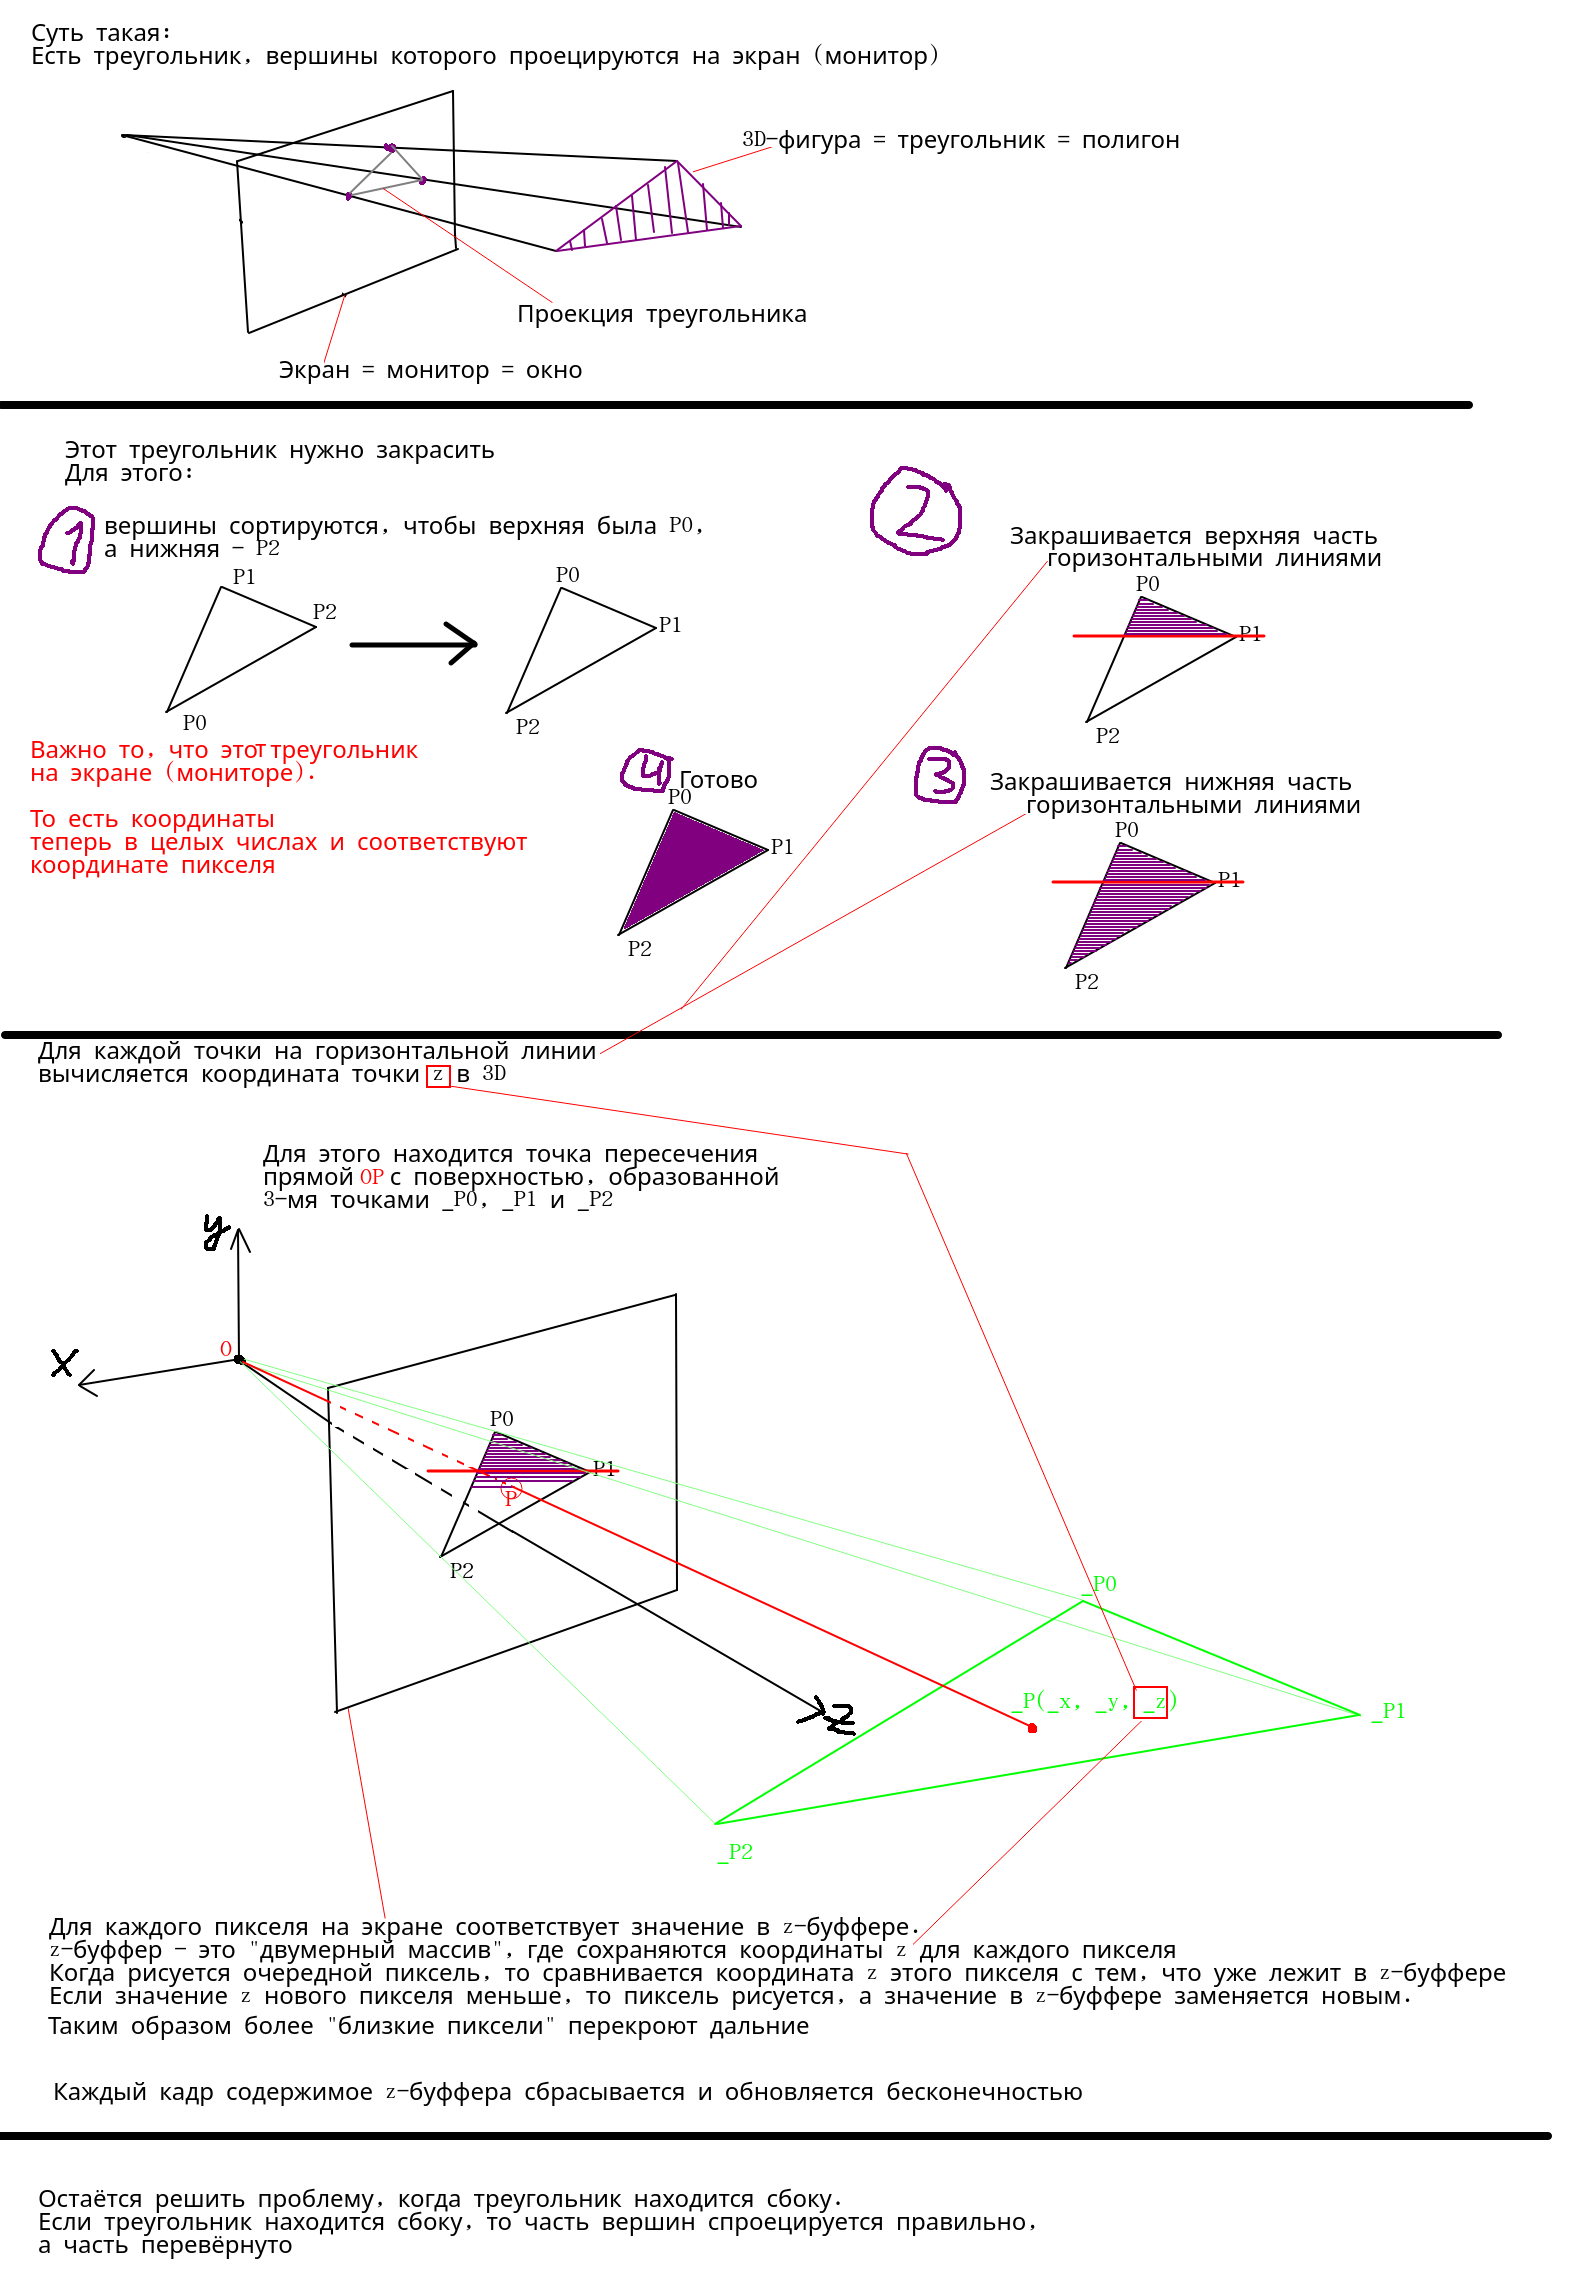 Суть такая:
Есть треугольник, вершины которого проецируются на экран (монитор)
3D-фигура = треугольник = полигон
Проекция треугольника
Экран = монитор = окно
Этот треугольник нужно закрасить
Для этого:
1
вершины сортируются, чтобы верхняя была P0,
а нижняя - P2
P1
P2
P0
P0
P1
P2
2
Закрашивается верхняя часть
горизонтальными линиями
P0
P1
P2
Важно то, что этот треугольник
на экране (мониторе).
То есть координаты
теперь в целых числах и соответствуют
координате пикселя
3
Закрашивается нижняя часть
горизонтальными линиями
P0
P1
P2
4
Готово
P0
P1
P2
Для каждой точки на горизонтальной линии
вычисляется координата точки z в 3D
Для этого находится точка пересечения
прямой OP с поверхностью, образованной
3-мя точками _P0, _P1 и _P2
y
x
O
P0
P1
P
P2
z
_P0
_P(_x, _y, _z)
_P1
_P2
Для каждого пикселя на экране соответствует значение в z-буффере.
z-буффер - это "двумерный массив", где сохраняются координаты z для каждого пикселя
Когда рисуется очередной пиксель, то сравнивается координата z этого пикселя с тем, что уже лежит в z-буффере
Если значение z нового пикселя меньше, то пиксель рисуется, а значение в z-буффере заменяется новым.
Таким образом более "близкие пиксели" перекроют дальние
Каждый кадр содержимое z-буффера сбрасывается и обновляется бесконечностью
Остаётся решить проблему, когда треугольник находится сбоку.
Если треугольник находится сбоку, то часть вершин спроецируется правильно,
а часть перевёрнуто